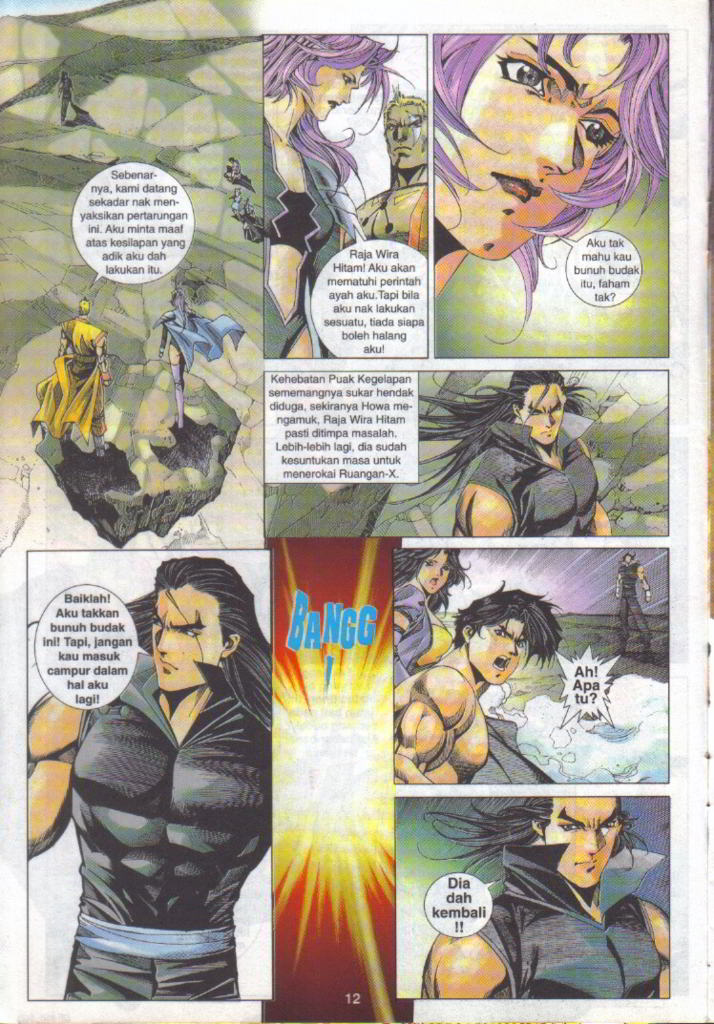 Sebenar-
nya, kami datang
sekadar nak men-
yaksikan pertarungan
ini. Aku minta maaf
atas kesilapan yang
adik aku dah
lakukan itu.
Raja Wira
Hitam! Aku akan
mematuhi perintah
ayah aku.Tapi bila
aku nak lakukan
sesuatu, tiada siapa
boleh halang
aku!
Aku tak
mahu kau
bunuh budak
itu, faham
tak?
Kehebatan Puak Kegelapan
sememangnya sukar hendak
diduga, sekiranya Howa me-
ngamuk, Raja Wira Hitam
pasti ditimpa masalah.
Lebih-lebih lagi, dia sudah
kesuntukan masa untuk
menerokai Ruangan-X.
Baiklah!
Aku takkan
bunuh budak
ini! Tapi, jangan
kau masuk
campur dalam
hal aku
lagi!
BANGG
!
Ah!
Apa
tu?
Dia
dah
kembali
!!
12